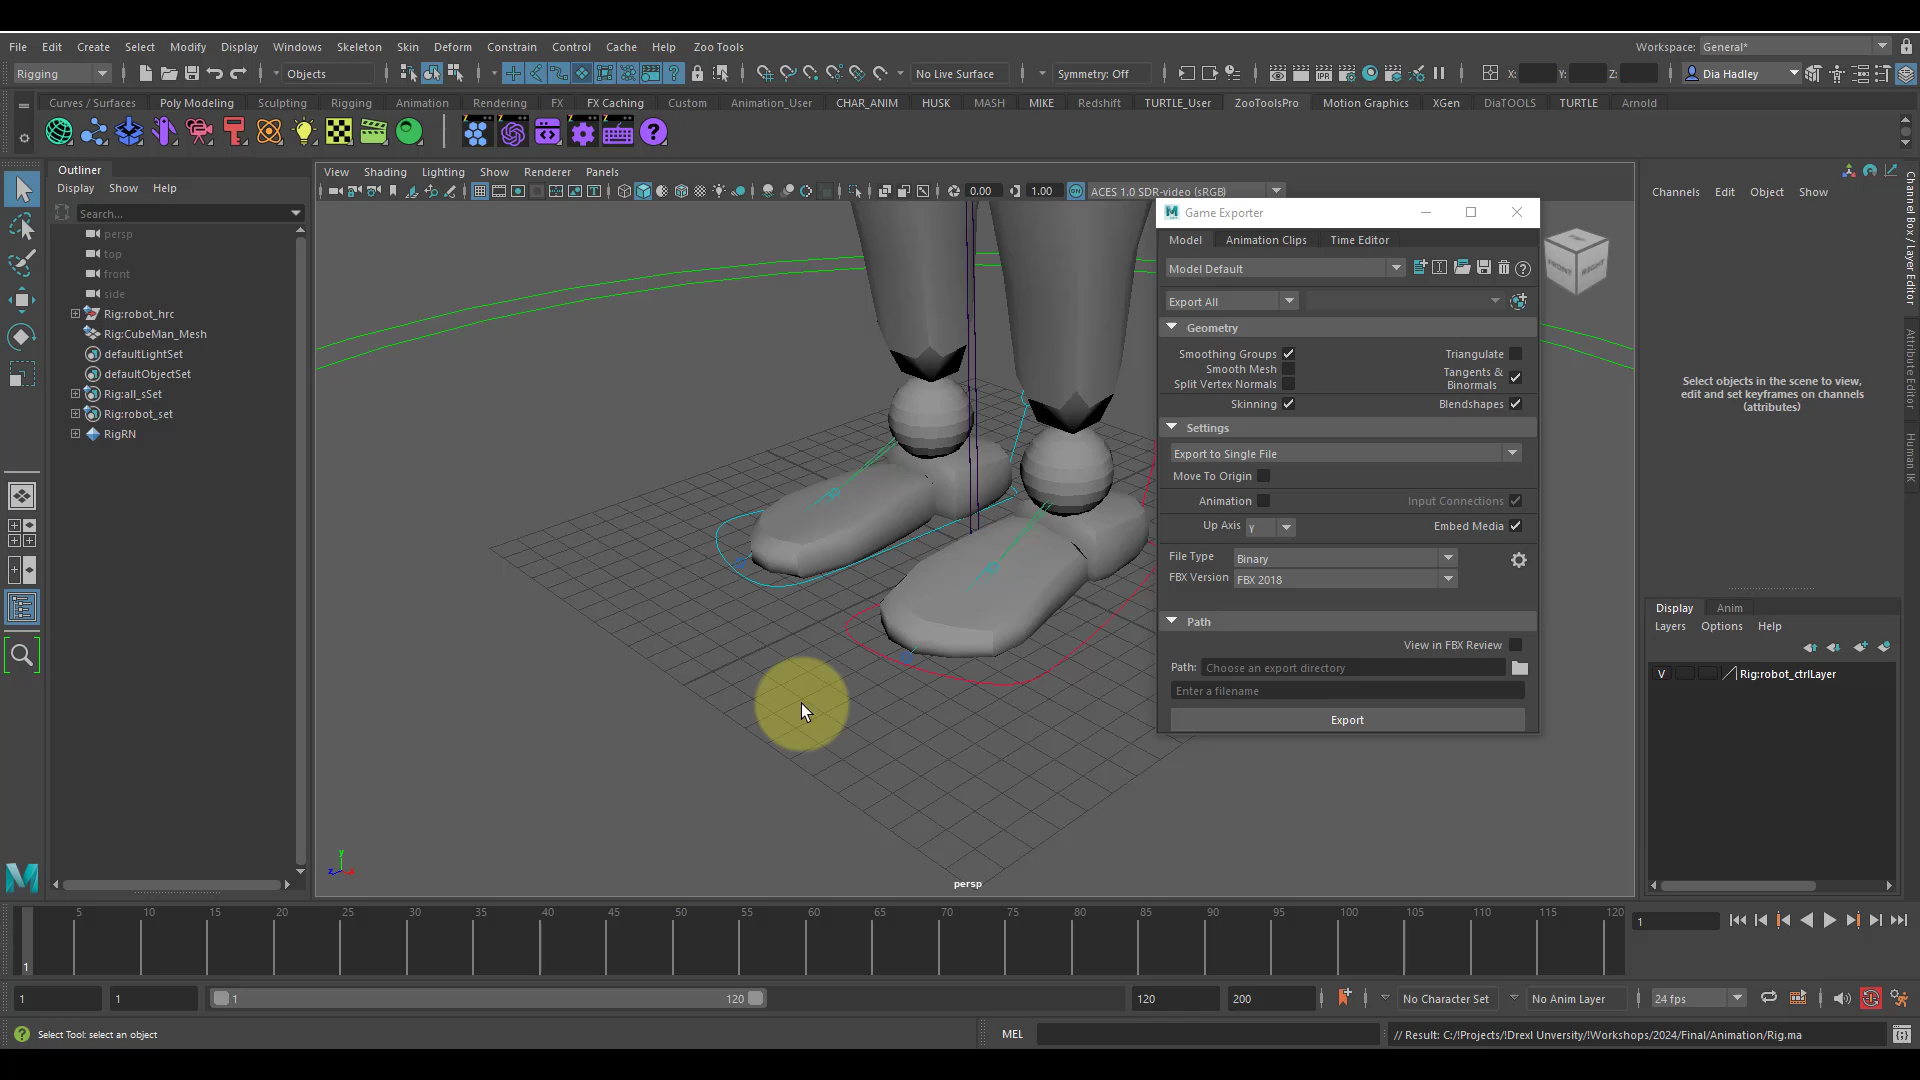 File Edit Create Select Modify Display Windows Skeleton Skin Deform Constrain Control Cache Help Zoo Tools Workspace: General*
Rigging Objects No Live Surface Symmetry: Off IPR X: Y: Z: Dia Hadley
Curves / Surfaces Poly Modeling Sculpting Rigging Animation Rendering FX FX Caching Custom Animation_User CHAR_ANIM HUSK MASH MIKE Redshift TURTLE_User ZooToolsPro Motion Graphics XGen DiaTOOLS TURTLE Arnold
Outliner
Display Show Help
Search...
persp
top
front
side
Rig:robot_hrc
Rig:CubeMan_Mesh
defaultLightSet
defaultObjectSet
Rig:all_sSet
Rig:robot_set
RigRN
View Shading Lighting Show Renderer Panels
0.00 1.00 ACES 1.0 SDR-video (sRGB)
FRONT RIGHT
persp
y
z
Game Exporter
Model Animation Clips Time Editor
Model Default
Export All
Geometry
Smoothing Groups Triangulate
Smooth Mesh Tangents &
Split Vertex Normals Binormals
Skinning Blendshapes
Settings
Export to Single File
Move To Origin
Animation Input Connections
Up Axis y Embed Media
File Type Binary
FBX Version FBX 2018
Path
View in FBX Review
Path: Choose an export directory
Enter a filename
Export
Channels Edit Object Show
Select objects in the scene to view,
edit and set keyframes on channels
(attributes)
Channel Box / Layer Editor
Attribute Editor
Human IK
Display Anim
Layers Options Help
V Rig:robot_ctrlLayer
5 10 15 20 25 30 35 40 45 50 55 60 65 70 75 80 85 90 95 100 105 110 115 120
1
1
1 1 1 120 120 200 No Character Set No Anim Layer 24 fps
Select Tool: select an object MEL // Result: C:/!Projects/!Drexl Unversity/!Workshops/2024/Final/Animation/Rig.ma